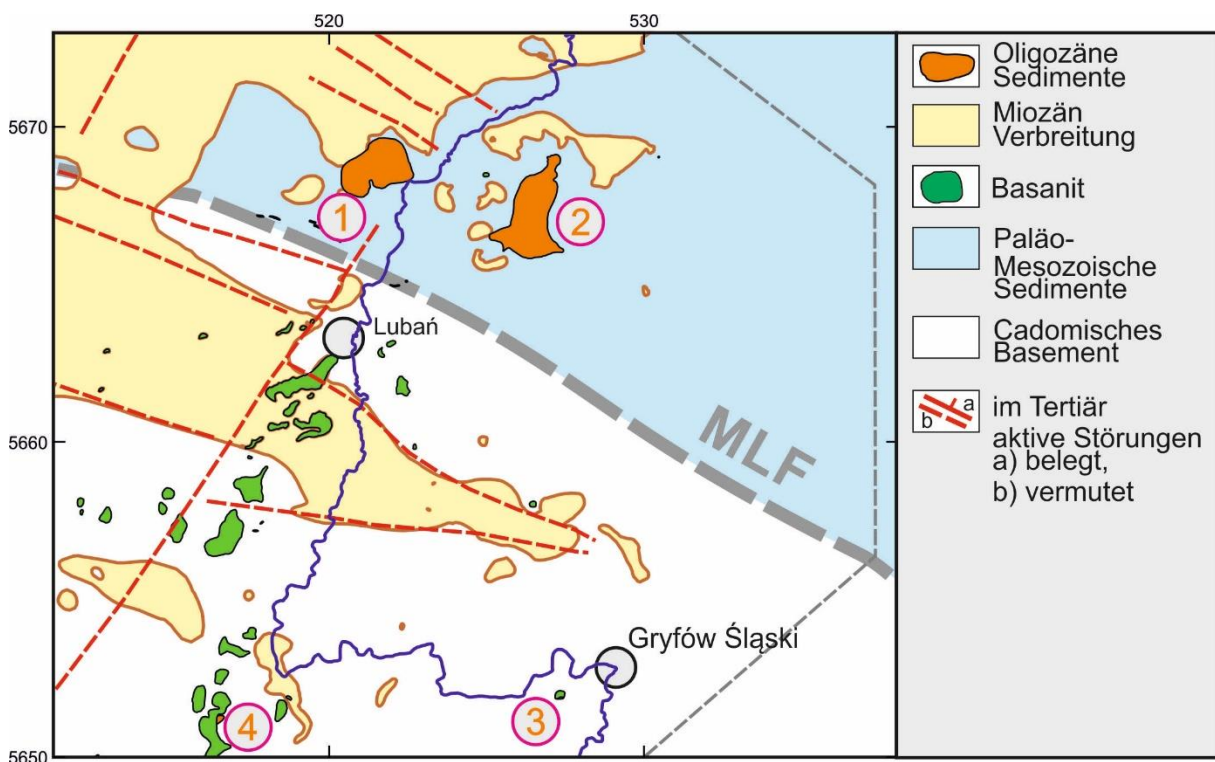 520
530
5670
5660
5650
1
2
Lubań
MLF
Gryfów Śląski
3
4
Oligozäne
Sedimente
Miozän
Verbreitung
Basanit
Paläo-
Mesozoische
Sedimente
Cadomisches
Basement
a
b
im Tertiär
aktive Störungen
a) belegt,
b) vermutet